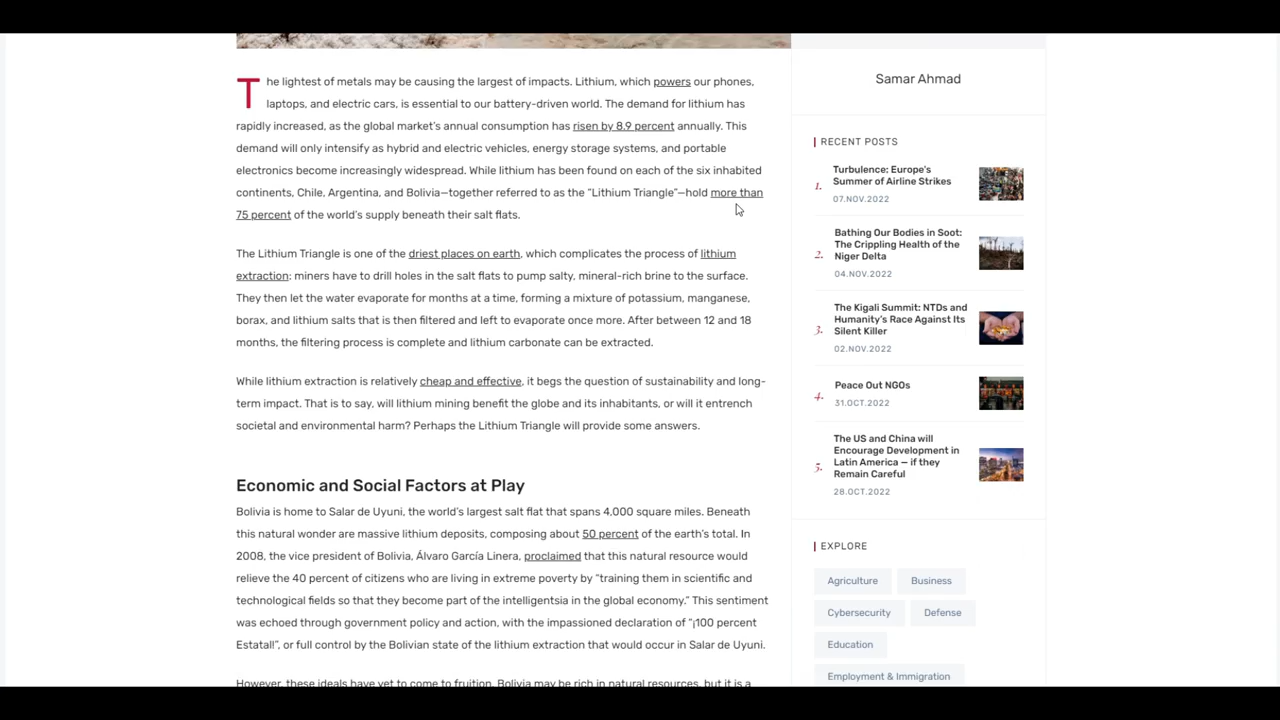 The lightest of metals may be causing the largest of impacts. Lithium, which powers our phones,
laptops, and electric cars, is essential to our battery-driven world. The demand for lithium has
rapidly increased, as the global market’s annual consumption has risen by 8.9 percent annually. This
demand will only intensify as hybrid and electric vehicles, energy storage systems, and portable
electronics become increasingly widespread. While lithium has been found on each of the six inhabited
continents, Chile, Argentina, and Bolivia—together referred to as the “Lithium Triangle”—hold more than
75 percent of the world’s supply beneath their salt flats.
The Lithium Triangle is one of the driest places on earth, which complicates the process of lithium
extraction: miners have to drill holes in the salt flats to pump salty, mineral-rich brine to the surface.
They then let the water evaporate for months at a time, forming a mixture of potassium, manganese,
borax, and lithium salts that is then filtered and left to evaporate once more. After between 12 and 18
months, the filtering process is complete and lithium carbonate can be extracted.
While lithium extraction is relatively cheap and effective, it begs the question of sustainability and long-
term impact. That is to say, will lithium mining benefit the globe and its inhabitants, or will it entrench
societal and environmental harm? Perhaps the Lithium Triangle will provide some answers.
Economic and Social Factors at Play
Bolivia is home to Salar de Uyuni, the world’s largest salt flat that spans 4,000 square miles. Beneath
this natural wonder are massive lithium deposits, composing about 50 percent of the earth’s total. In
2008, the vice president of Bolivia, Álvaro García Linera, proclaimed that this natural resource would
relieve the 40 percent of citizens who are living in extreme poverty by “training them in scientific and
technological fields so that they become part of the intelligentsia in the global economy.” This sentiment
was echoed through government policy and action, with the impassioned declaration of “¡100 percent
Estatal!”, or full control by the Bolivian state of the lithium extraction that would occur in Salar de Uyuni.
However, these ideals have yet to come to fruition. Bolivia may be rich in natural resources, but it is a
Samar Ahmad
RECENT POSTS
1.
Turbulence: Europe's
Summer of Airline Strikes
07.NOV.2022
2.
Bathing Our Bodies in Soot:
The Crippling Health of the
Niger Delta
04.NOV.2022
3.
The Kigali Summit: NTDs and
Humanity’s Race Against Its
Silent Killer
02.NOV.2022
4.
Peace Out NGOs
31.OCT.2022
5.
The US and China will
Encourage Development in
Latin America — if they
Remain Careful
28.OCT.2022
EXPLORE
Agriculture
Business
Cybersecurity
Defense
Education
Employment & Immigration